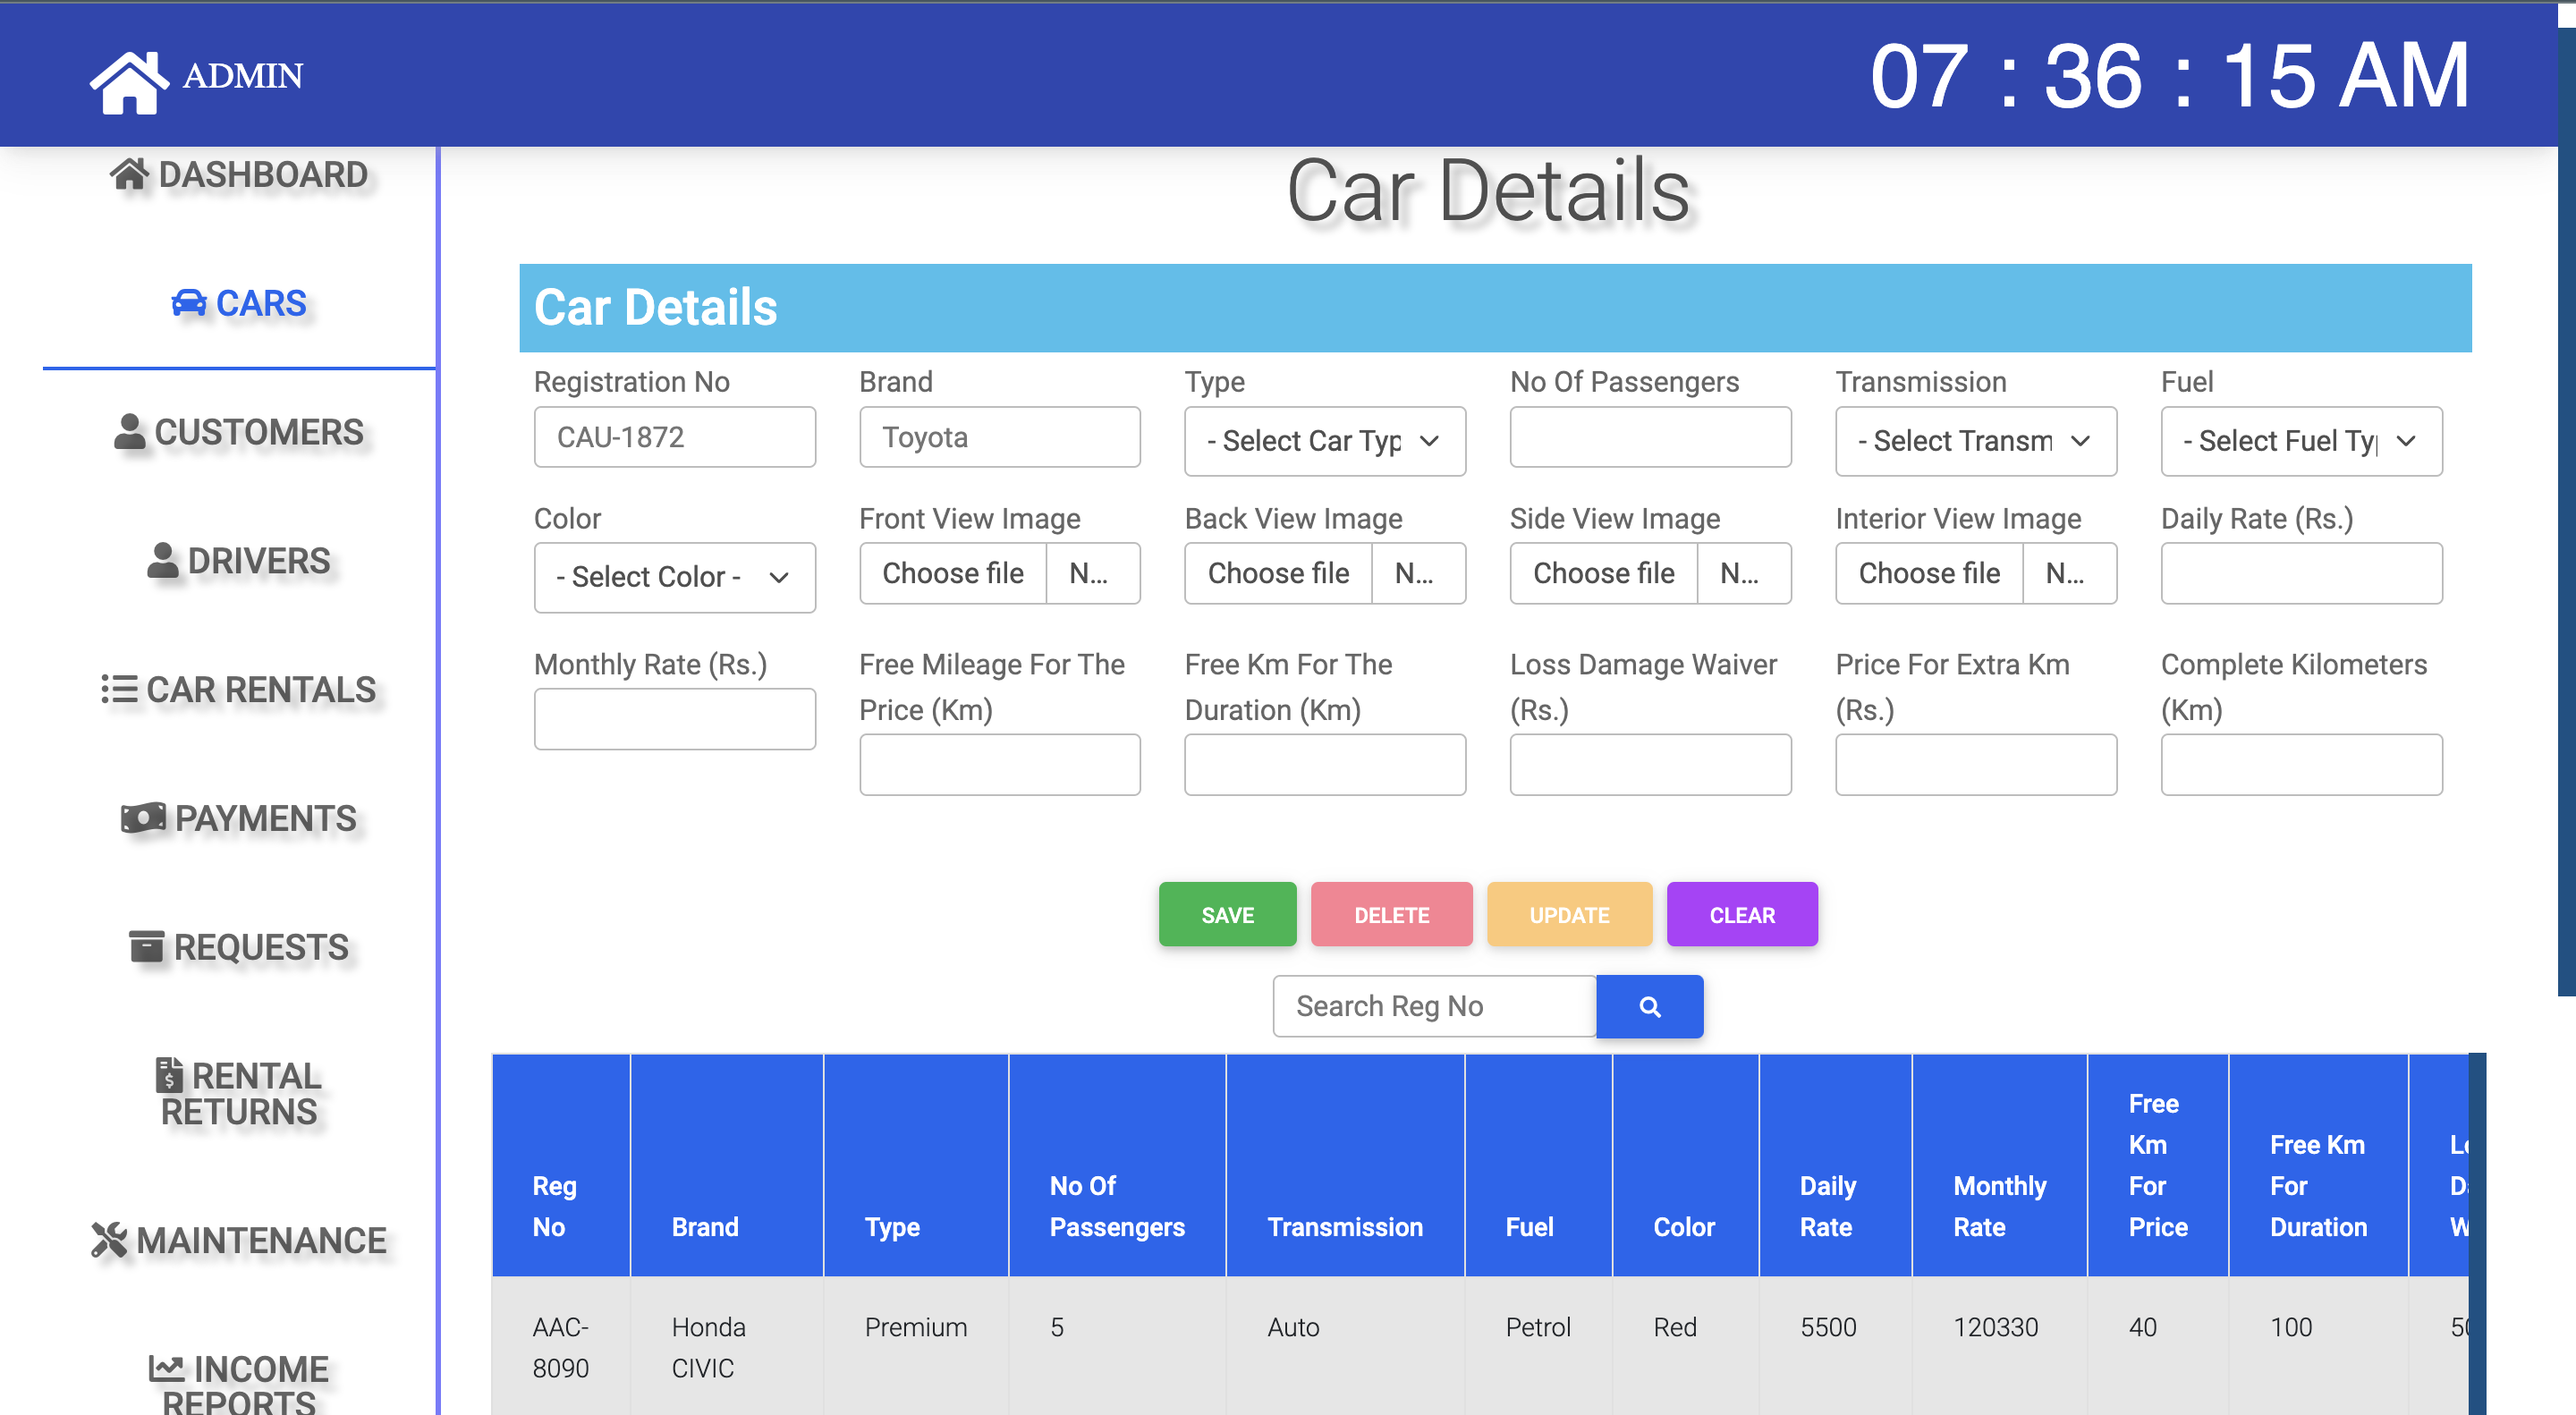 ADMIN
07 : 36 : 15 AM
DASHBOARD
CARS
CUSTOMERS
DRIVERS
CAR RENTALS
PAYMENTS
REQUESTS
RENTAL
RETURNS
MAINTENANCE
INCOME
REPORTS
Car Details
Car Details
Registration No
Brand
Type
No Of Passengers
Transmission
Fuel
CAU-1872
Toyota
- Select Car Typ
- Select Transm
- Select Fuel Ty
Color
Front View Image
Back View Image
Side View Image
Interior View Image
Daily Rate (Rs.)
- Select Color -
Choose file N...
Choose file N...
Choose file N...
Choose file N...
Monthly Rate (Rs.)
Free Mileage For The
Price (Km)
Free Km For The
Duration (Km)
Loss Damage Waiver
(Rs.)
Price For Extra Km
(Rs.)
Complete Kilometers
(Km)
SAVE
DELETE
UPDATE
CLEAR
Search Reg No
Reg
No
Brand
Type
No Of
Passengers
Transmission
Fuel
Color
Daily
Rate
Monthly
Rate
Free
Km
For
Price
Free Km
For
Duration
AAC-
8090
Honda
CIVIC
Premium
5
Auto
Petrol
Red
5500
120330
40
100